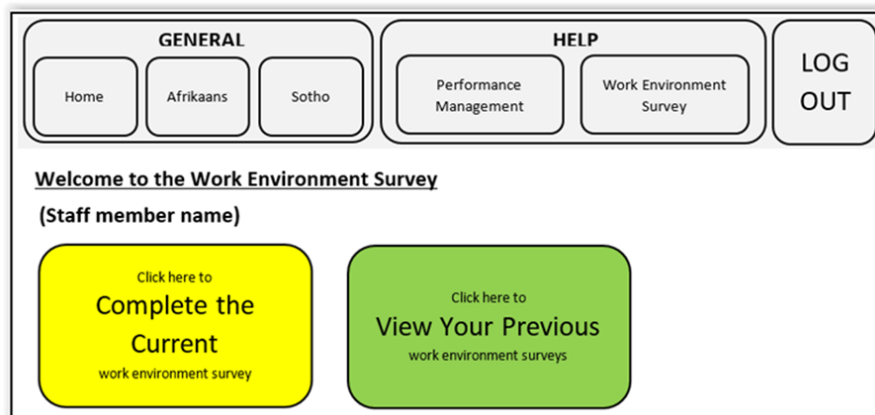 GENERAL
Home
Afrikaans
Sotho
HELP
Performance
Management
Work Environment
Survey
LOG
OUT
Welcome to the Work Environment Survey
(Staff member name)
Click here to
Complete the
Current
work environment survey
Click here to
View Your Previous
work environment surveys